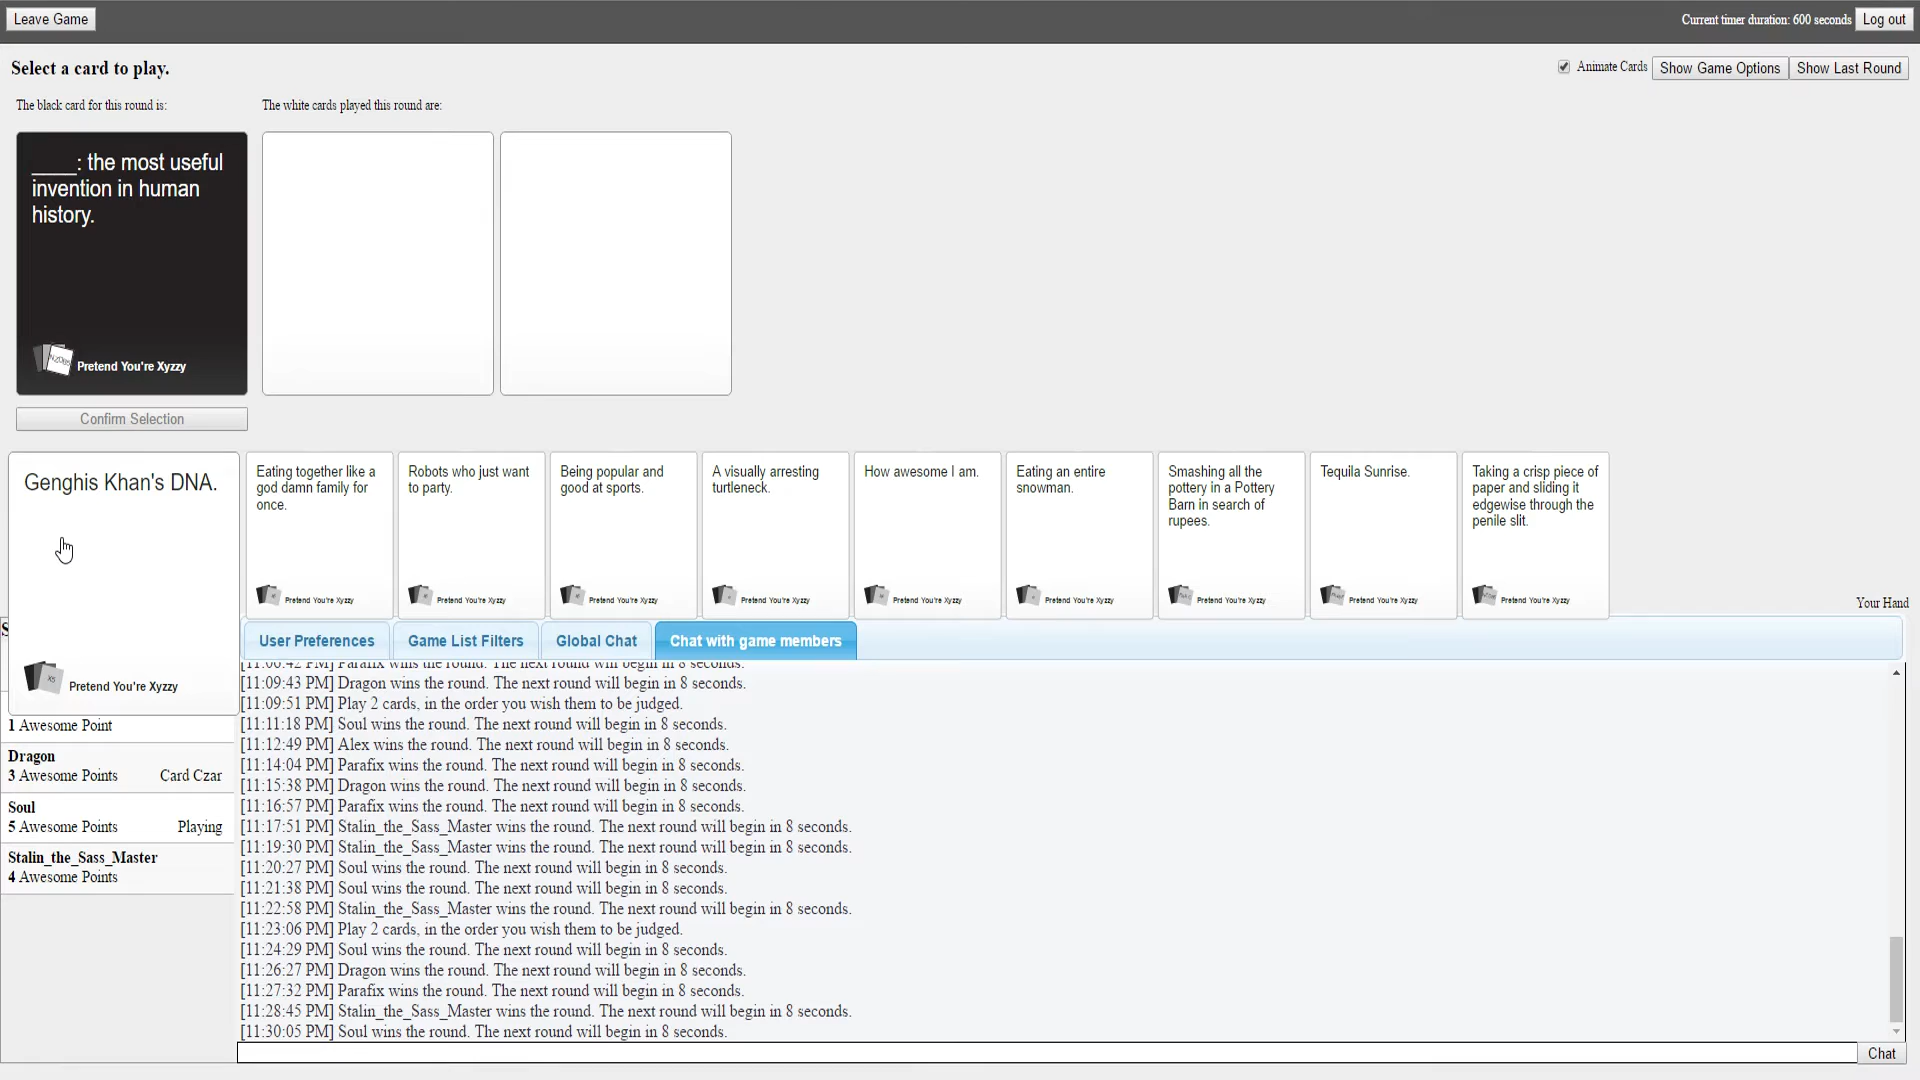 Leave Game
Current timer duration: 600 seconds
Log out
Select a card to play.
Animate Cards
Show Game Options
Show Last Round
The black card for this round is:
The white cards played this round are:
____: the most useful
invention in human
history.
Pretend You're Xyzzy
Confirm Selection
Genghis Khan's DNA.
Pretend You're Xyzzy
Eating together like a
god damn family for
once.
Pretend You're Xyzzy
Robots who just want
to party.
Pretend You're Xyzzy
Being popular and
good at sports.
Pretend You're Xyzzy
A visually arresting
turtleneck.
Pretend You're Xyzzy
How awesome I am.
Pretend You're Xyzzy
Eating an entire
snowman.
Pretend You're Xyzzy
Smashing all the
pottery in a Pottery
Barn in search of
rupees.
Pretend You're Xyzzy
Tequila Sunrise.
Pretend You're Xyzzy
Taking a crisp piece of
paper and sliding it
edgewise through the
penile slit.
Pretend You're Xyzzy
Your Hand
User Preferences
Game List Filters
Global Chat
Chat with game members
1 Awesome Point
Dragon
3 Awesome Points
Card Czar
Soul
5 Awesome Points
Playing
Stalin_the_Sass_Master
4 Awesome Points
Parafix wins the round. The next round will begin in 8 seconds.
[11:09:43 PM] Dragon wins the round. The next round will begin in 8 seconds.
[11:09:51 PM] Play 2 cards, in the order you wish them to be judged.
[11:11:18 PM] Soul wins the round. The next round will begin in 8 seconds.
[11:12:49 PM] Alex wins the round. The next round will begin in 8 seconds.
[11:14:04 PM] Parafix wins the round. The next round will begin in 8 seconds.
[11:15:38 PM] Dragon wins the round. The next round will begin in 8 seconds.
[11:16:57 PM] Parafix wins the round. The next round will begin in 8 seconds.
[11:17:51 PM] Stalin_the_Sass_Master wins the round. The next round will begin in 8 seconds.
[11:19:30 PM] Stalin_the_Sass_Master wins the round. The next round will begin in 8 seconds.
[11:20:27 PM] Soul wins the round. The next round will begin in 8 seconds.
[11:21:38 PM] Soul wins the round. The next round will begin in 8 seconds.
[11:22:58 PM] Stalin_the_Sass_Master wins the round. The next round will begin in 8 seconds.
[11:23:06 PM] Play 2 cards, in the order you wish them to be judged.
[11:24:29 PM] Soul wins the round. The next round will begin in 8 seconds.
[11:26:27 PM] Dragon wins the round. The next round will begin in 8 seconds.
[11:27:32 PM] Parafix wins the round. The next round will begin in 8 seconds.
[11:28:45 PM] Stalin_the_Sass_Master wins the round. The next round will begin in 8 seconds.
[11:30:05 PM] Soul wins the round. The next round will begin in 8 seconds.
Chat